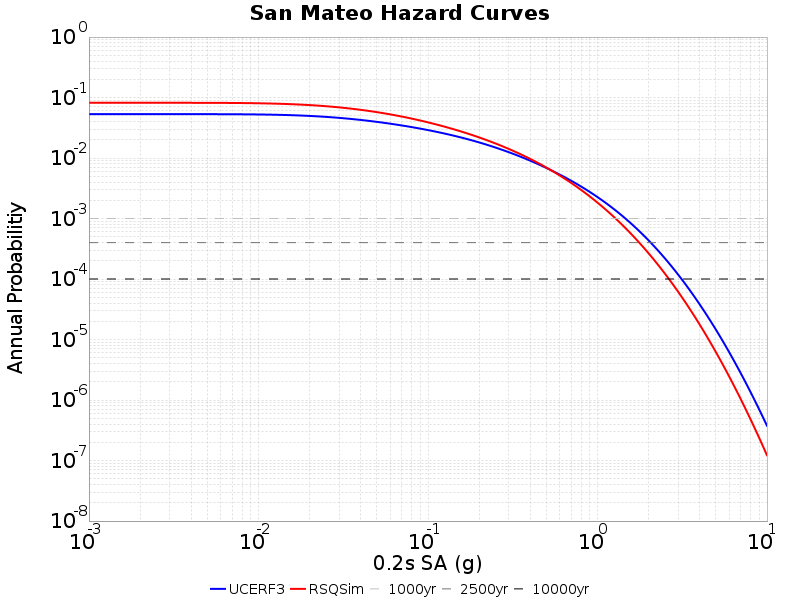 San Mateo Hazard Curves
Annual Probabilitiy
10^0
10^-1
10^-2
10^-3
10^-4
10^-5
10^-6
10^-7
10^-8
10^-3 10^-2 10^-1 10^0 10^1
0.2s SA (g)
UCERF3 RSQSim 1000yr 2500yr 10000yr